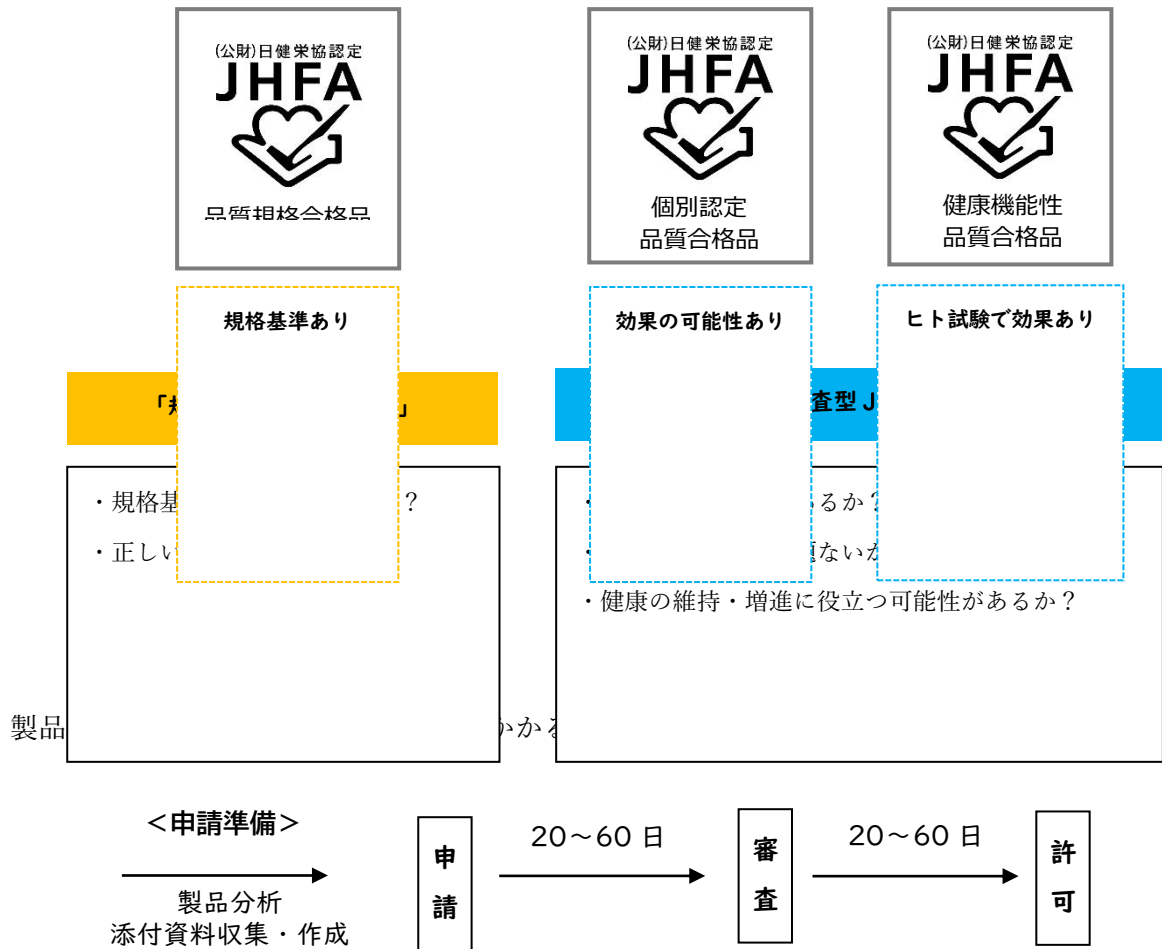 (公財)日健栄協認定
JHFA
品質規格合格品
(公財)日健栄協認定
JHFA
個別認定
品質合格品
(公財)日健栄協認定
JHFA
健康機能性
品質合格品
規格基準あり
効果の可能性あり
ヒト試験で効果あり
「規
」
査型 J
・規格基
?
・正しい
・
るか?
・
ないか
・健康の維持・増進に役立つ可能性があるか?
製品
かかる
<申請準備>
製品分析
添付資料収集・作成
申請
20~60 日
審査
20~60 日
許可